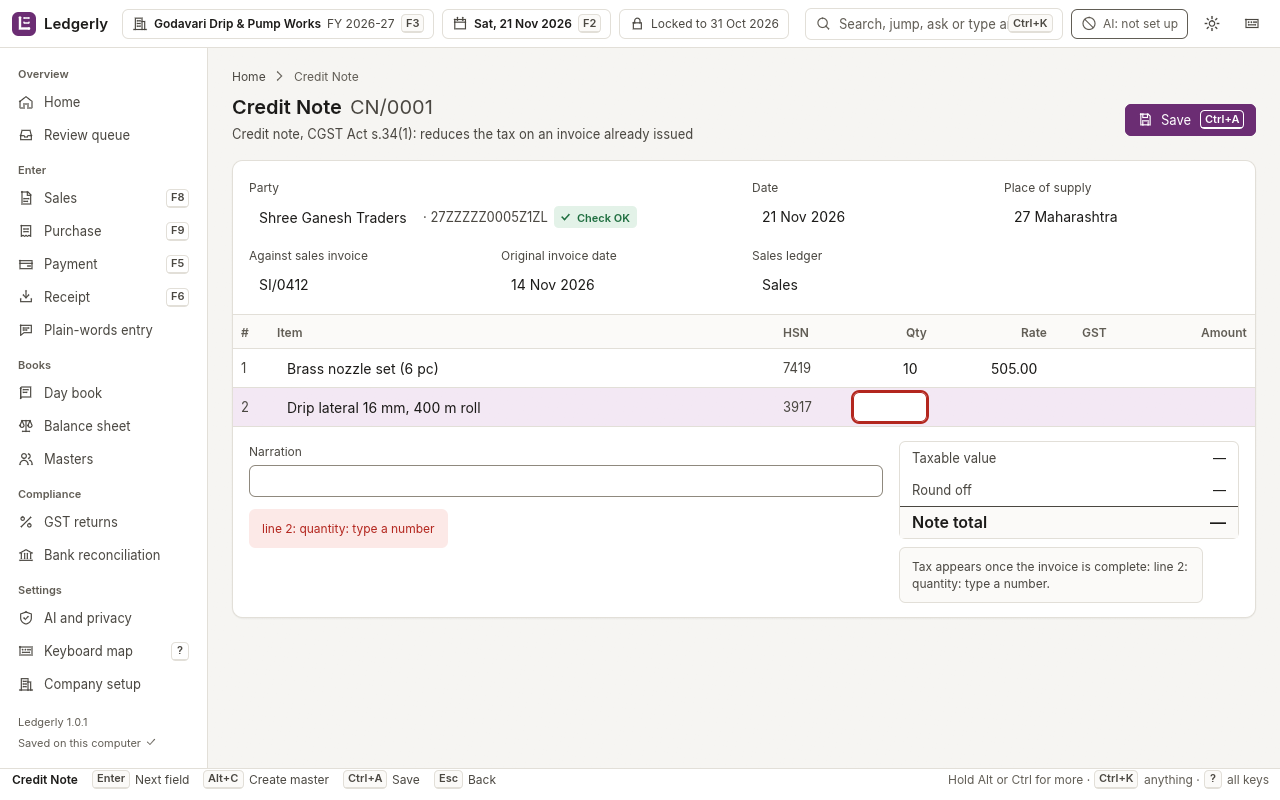 Ledgerly
Godavari Drip & Pump Works FY 2026-27 F3
Sat, 21 Nov 2026 F2
Locked to 31 Oct 2026
Search, jump, ask or type a Ctrl+K
AI: not set up
Overview
Home
Review queue
Enter
Sales F8
Purchase F9
Payment F5
Receipt F6
Plain-words entry
Books
Day book
Balance sheet
Masters
Compliance
GST returns
Bank reconciliation
Settings
AI and privacy
Keyboard map ?
Company setup
Ledgerly 1.0.1
Saved on this computer
Home Credit Note
Credit Note CN/0001
Credit note, CGST Act s.34(1): reduces the tax on an invoice already issued
Save Ctrl+A
Party Date Place of supply
Shree Ganesh Traders · 27ZZZZZ0005Z1ZL Check OK 21 Nov 2026 27 Maharashtra
Against sales invoice Original invoice date Sales ledger
SI/0412 14 Nov 2026 Sales
# Item HSN Qty Rate GST Amount
1 Brass nozzle set (6 pc) 7419 10 505.00
2 Drip lateral 16 mm, 400 m roll 3917
Narration
line 2: quantity: type a number
Taxable value —
Round off —
Note total —
Tax appears once the invoice is complete: line 2:
quantity: type a number.
Credit Note Enter Next field Alt+C Create master Ctrl+A Save Esc Back
Hold Alt or Ctrl for more · Ctrl+K anything · ? all keys